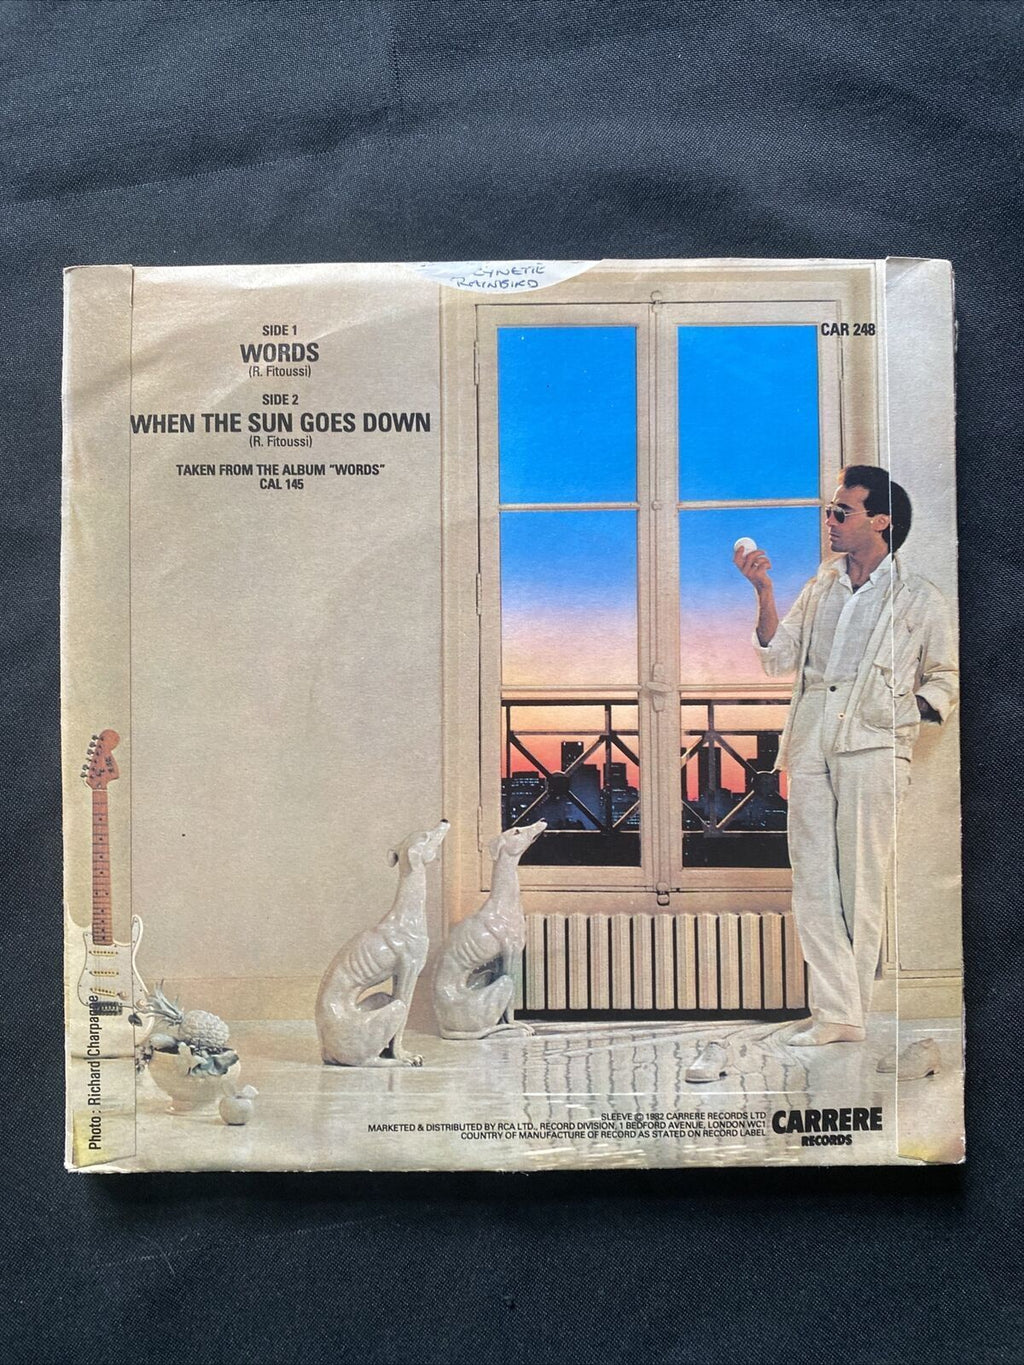 SIDE 1
WORDS
(R. Fitoussi)
SIDE 2
WHEN THE SUN GOES DOWN
(R. Fitoussi)
TAKEN FROM THE ALBUM "WORDS"
CAL 145
CAR 248
Photo : Richard Charpagne
SLEEVE © 1982 CARRERE RECORDS LTD
MARKETED & DISTRIBUTED BY RCA LTD., RECORD DIVISION, 1 BEDFORD AVENUE, LONDON WC1
COUNTRY OF MANUFACTURE OF RECORD AS STATED ON RECORD LABEL
CARRERE
RECORDS